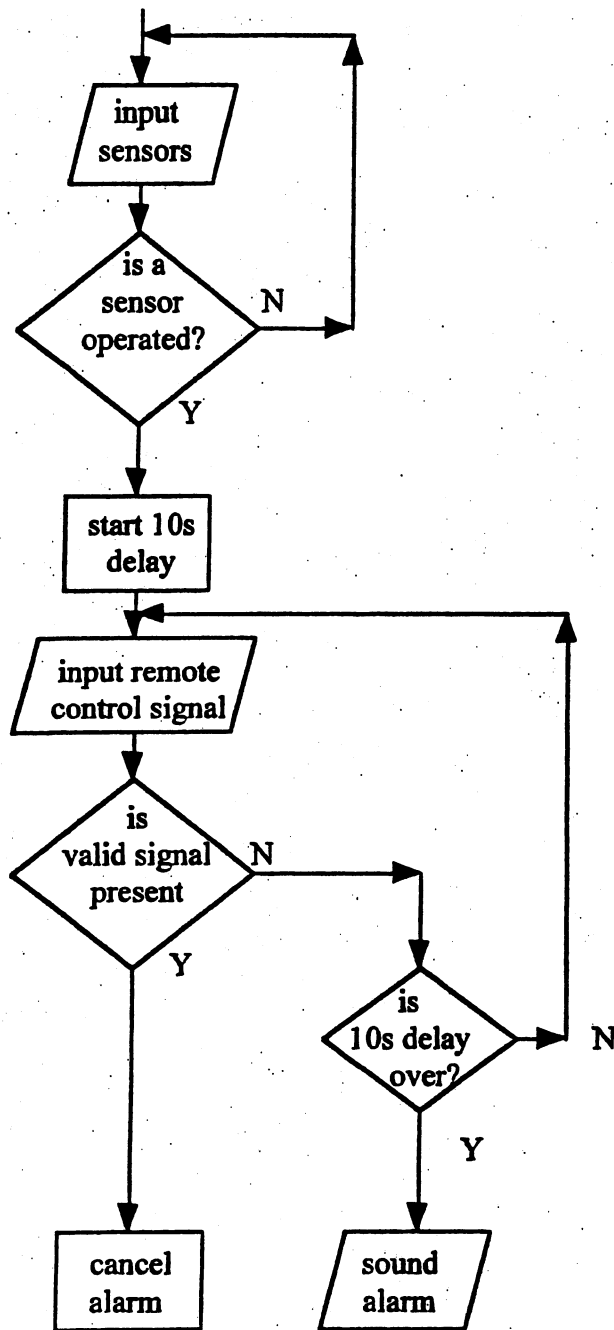 input
sensors
is a
sensor
operated?
N
Y
start 10s
delay
input remote
control signal
is
valid signal
present
N
Y
is
10s delay
over?
N
Y
cancel
alarm
sound
alarm